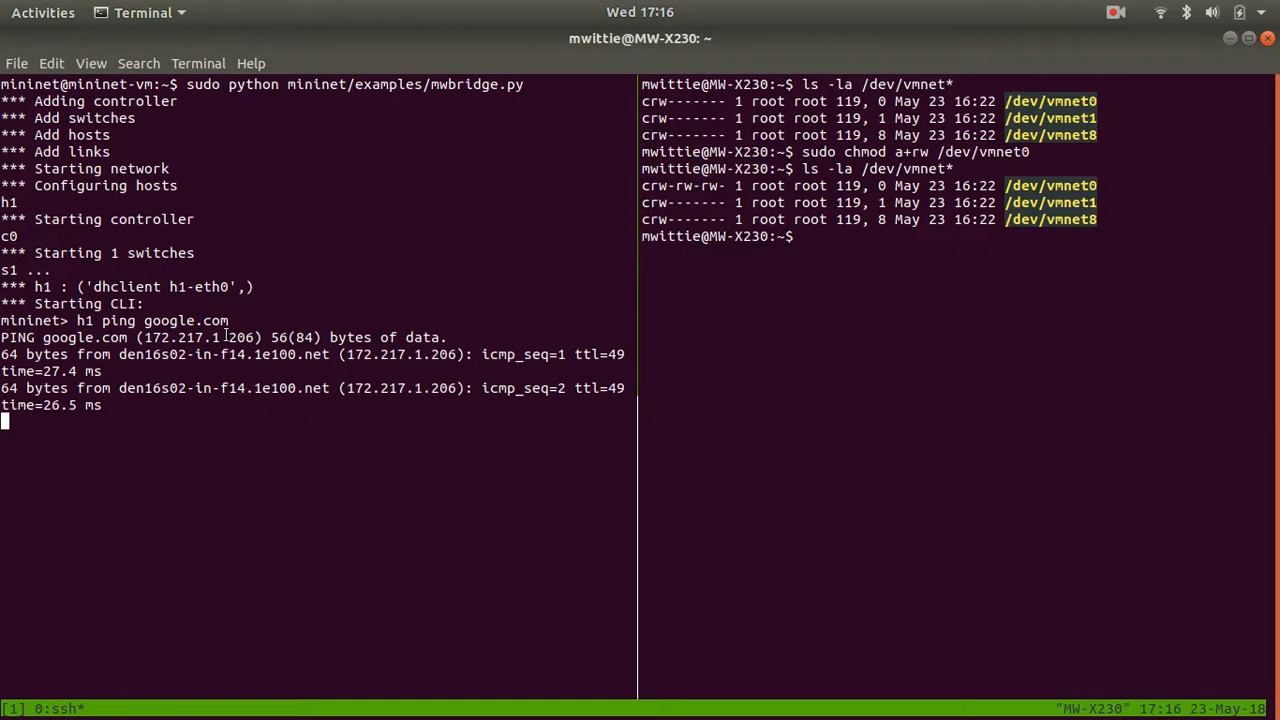 Activities Terminal Wed 17:16
mwittie@MW-X230: ~
File Edit View Search Terminal Help
mininet@mininet-vm:~$ sudo python mininet/examples/mwbridge.py
*** Adding controller
*** Add switches
*** Add hosts
*** Add links
*** Starting network
*** Configuring hosts
h1
*** Starting controller
c0
*** Starting 1 switches
s1 ...
*** h1 : ('dhclient h1-eth0',)
*** Starting CLI:
mininet> h1 ping google.com
PING google.com (172.217.1.206) 56(84) bytes of data.
64 bytes from den16s02-in-f14.1e100.net (172.217.1.206): icmp_seq=1 ttl=49
time=27.4 ms
64 bytes from den16s02-in-f14.1e100.net (172.217.1.206): icmp_seq=2 ttl=49
time=26.5 ms
mwittie@MW-X230:~$ ls -la /dev/vmnet*
crw------- 1 root root 119, 0 May 23 16:22 /dev/vmnet0
crw------- 1 root root 119, 1 May 23 16:22 /dev/vmnet1
crw------- 1 root root 119, 8 May 23 16:22 /dev/vmnet8
mwittie@MW-X230:~$ sudo chmod a+rw /dev/vmnet0
mwittie@MW-X230:~$ ls -la /dev/vmnet*
crw-rw-rw- 1 root root 119, 0 May 23 16:22 /dev/vmnet0
crw------- 1 root root 119, 1 May 23 16:22 /dev/vmnet1
crw------- 1 root root 119, 8 May 23 16:22 /dev/vmnet8
mwittie@MW-X230:~$
[1] 0:ssh* "MW-X230" 17:16 23-May-18